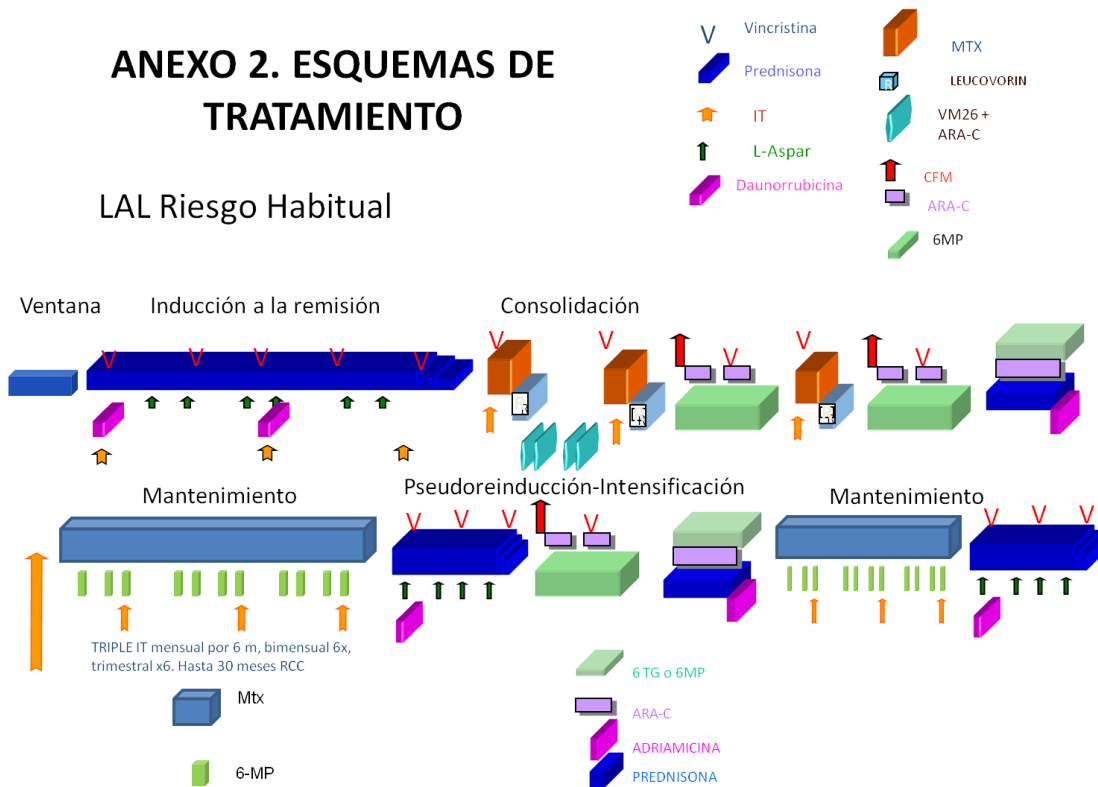 ANEXO 2. ESQUEMAS DE
TRATAMIENTO
LAL Riesgo Habitual
V Vincristina
Prednisona
IT
L-Aspar
Daunorrubicina
MTX
LEUCOVORIN
VM26 +
ARA-C
CFM
ARA-C
6MP
Ventana
Inducción a la remisión
Consolidación
V V V V V V V V V V
Mantenimiento
Pseudoreinducción-Intensificación
Mantenimiento
V V V V V V V
TRIPLE IT mensual por 6 m, bimensual 6x,
trimestral x6. Hasta 30 meses RCC
Mtx
6-MP
6 TG o 6MP
ARA-C
ADRIAMICINA
PREDNISONA